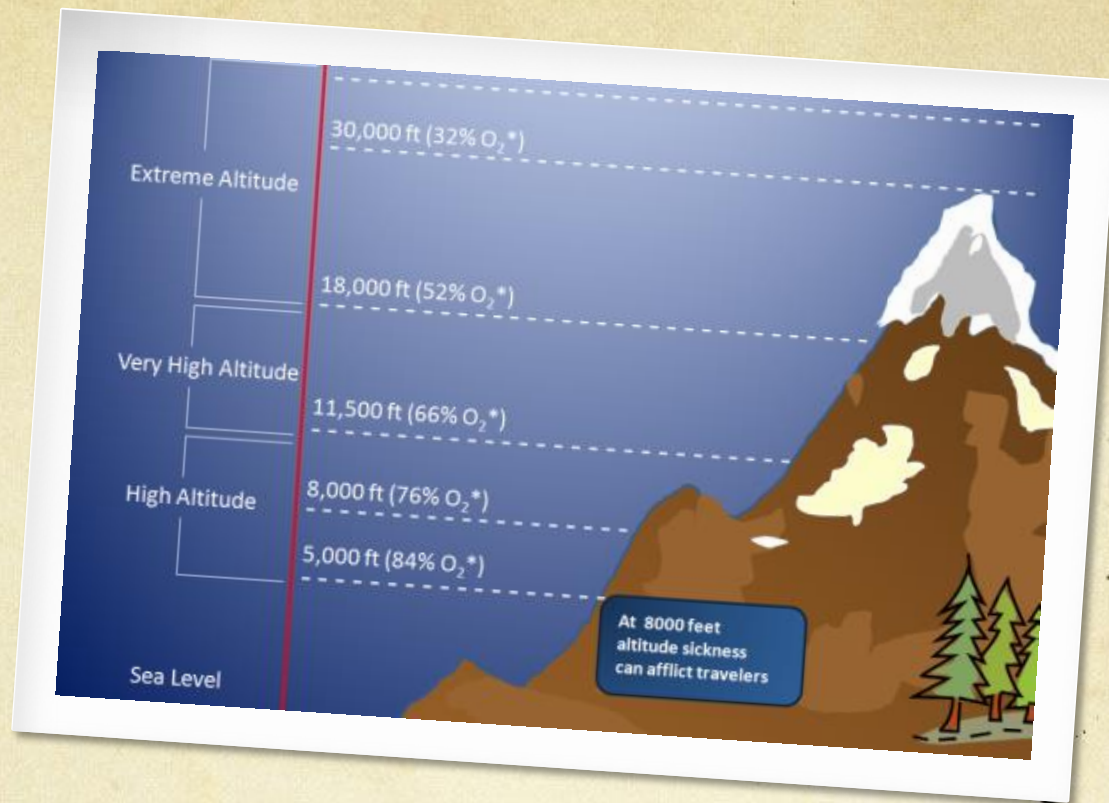 30,000 ft (32% O₂*)
Extreme Altitude
18,000 ft (52% O₂*)
Very High Altitude
11,500 ft (66% O₂*)
High Altitude
8,000 ft (76% O₂*)
5,000 ft (84% O₂*)
At 8000 feet
altitude sickness
can afflict travelers
Sea Level